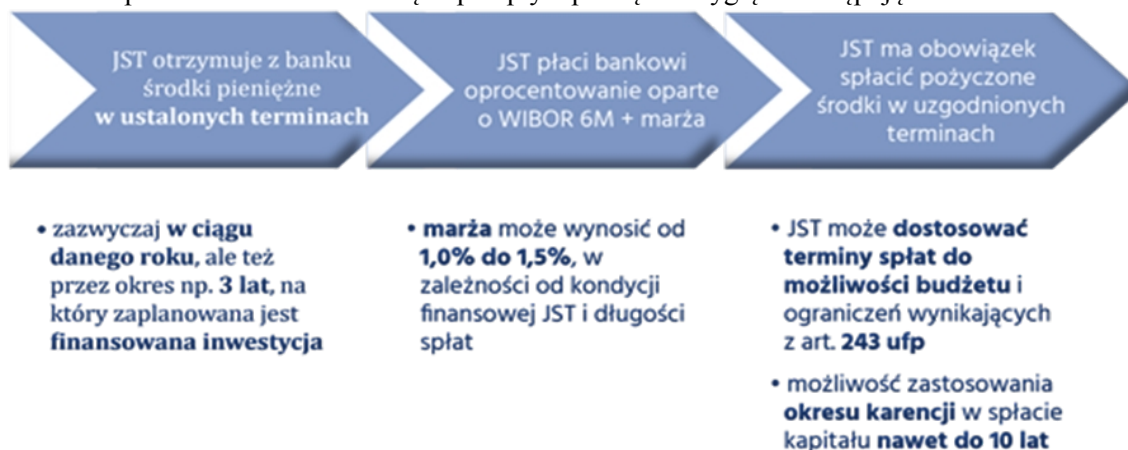 JST otrzymuje z banku
środki pieniężne
w ustalonych terminach
JST płaci bankowi
oprocentowanie oparte
o WIBOR 6M + marża
JST ma obowiązek
spłacić pożyczone
środki w uzgodnionych
terminach
• zazwyczaj w ciągu
danego roku, ale też
przez okres np. 3 lat, na
który zaplanowana jest
finansowana inwestycja
• marża może wynosić od
1,0% do 1,5%, w
zależności od kondycji
finansowej JST i długości
spłat
• JST może dostosować
terminy spłat do
możliwości budżetu i
ograniczeń wynikających
z art. 243 ufp
• możliwość zastosowania
okresu karencji w spłacie
kapitału nawet do 10 lat